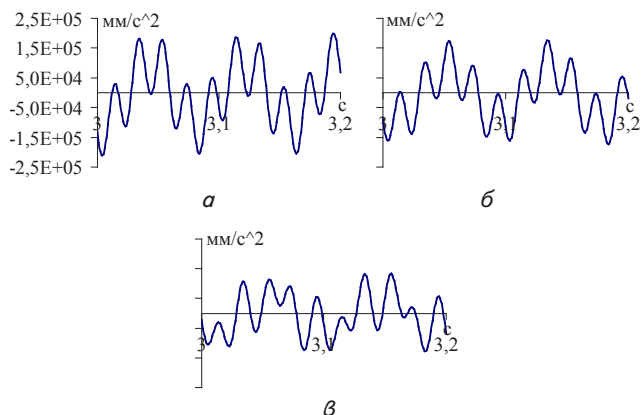 мм/с^2
2,5E+05
1,5E+05
5,0E+04
-5,0E+04
-1,5E+05
-2,5E+05
3
3,1
с
3,2
а
мм/с^2
3
3,1
с
3,2
б
мм/с^2
3
3,1
с
3,2
в